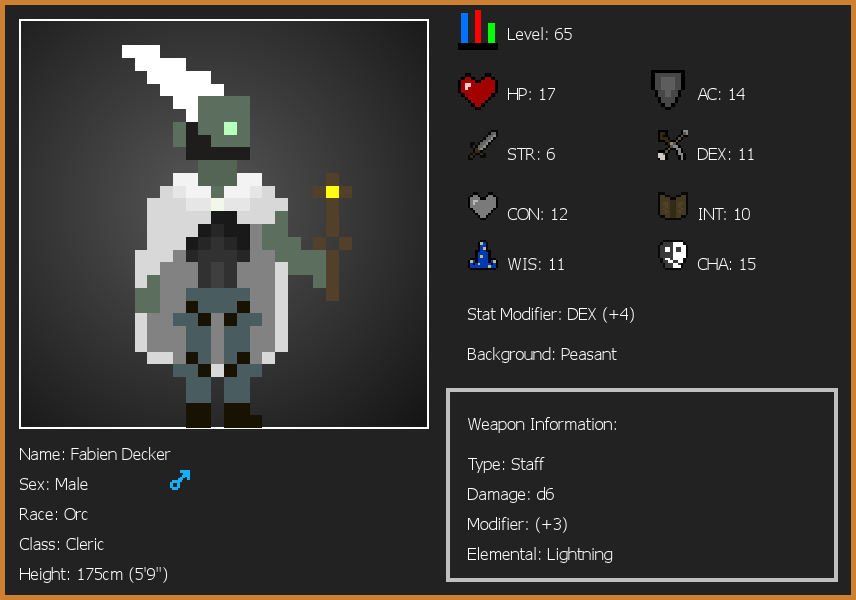 Level: 65
HP: 17
AC: 14
STR: 6
DEX: 11
CON: 12
INT: 10
WIS: 11
CHA: 15
Stat Modifier: DEX (+4)
Background: Peasant
Weapon Information:
Type: Staff
Damage: d6
Modifier: (+3)
Elemental: Lightning
Name: Fabien Decker
Sex: Male
Race: Orc
Class: Cleric
Height: 175cm (5'9")